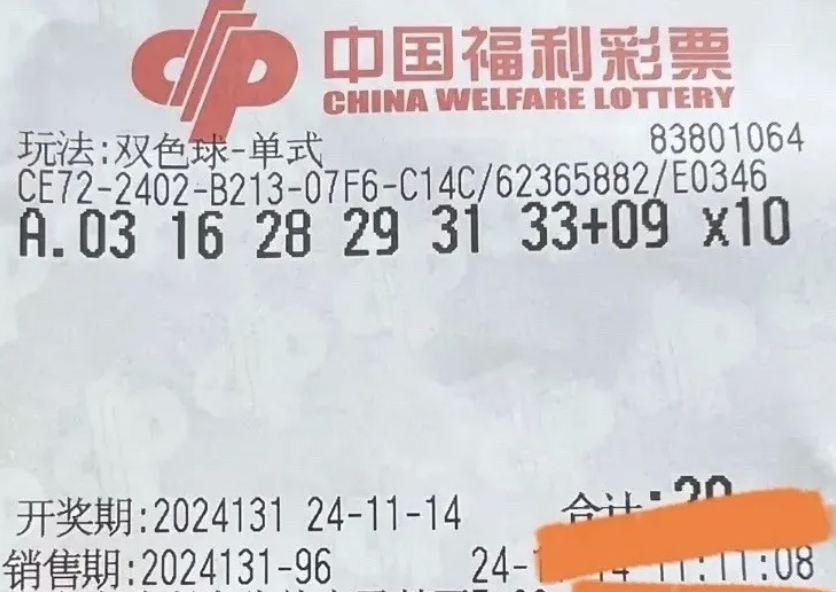 中国福利彩票
CHINA WELFARE LOTTERY
83801064
玩法:双色球-单式
CE72-2402-B213-07F6-C14C/62365882/E0346
A.03 16 28 29 31 33+09 x10
开奖期:2024131 24-11-14
合计:20
销售期:2024131-96 24- 11:11:08